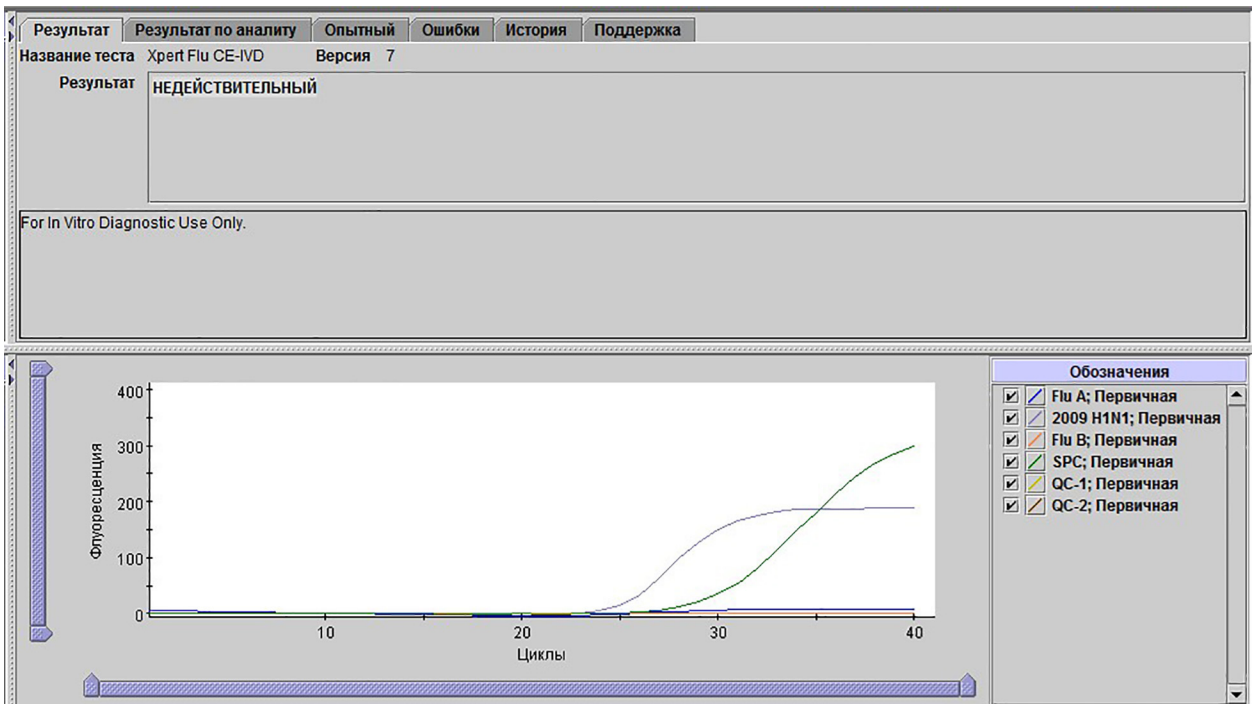 Результат Результат по аналиту Опытный Ошибки История Поддержка
Название теста Xpert Flu CE-IVD Версия 7
Результат НЕДЕЙСТВИТЕЛЬНЫЙ
For In Vitro Diagnostic Use Only.
Обозначения
Flu A; Первичная
2009 H1N1; Первичная
Flu B; Первичная
SPC; Первичная
QC-1; Первичная
QC-2; Первичная
400
300
200
100
0
Флуоресценция
10 20 30 40
Циклы